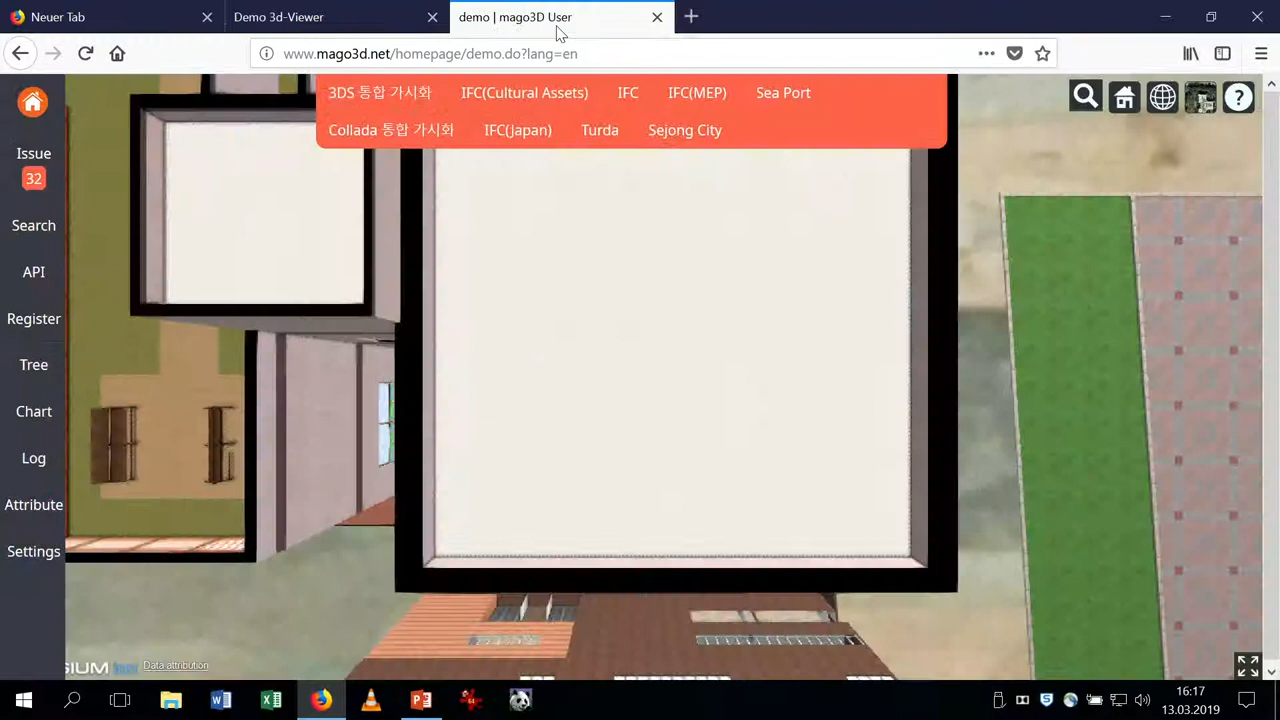 Neuer Tab
Demo 3d-Viewer
demo | mago3D User
www.mago3d.net/homepage/demo.do?lang=en
3DS 통합 가시화 IFC(Cultural Assets) IFC IFC(MEP) Sea Port
Collada 통합 가시화 IFC(Japan) Turda Sejong City
Issue
32
Search
API
Register
Tree
Chart
Log
Attribute
Settings
SIUM ion Data attribution
16:17
13.03.2019